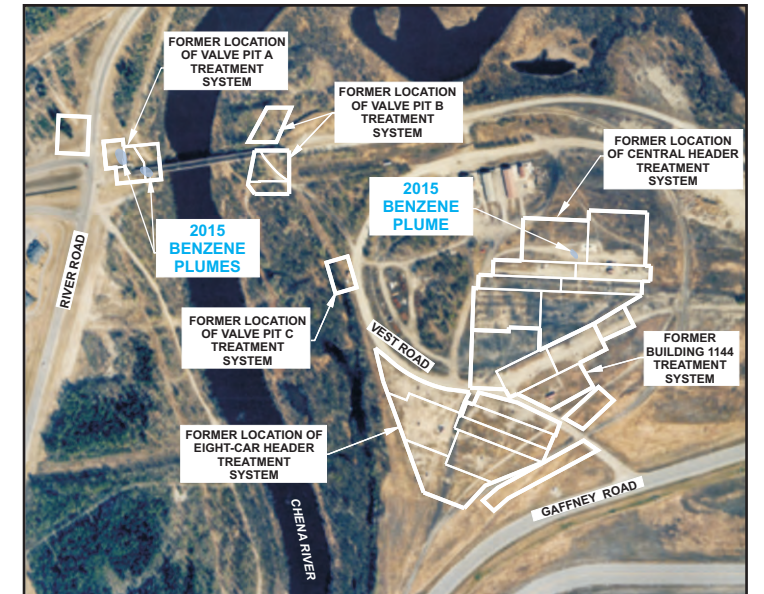 FORMER LOCATION
OF VALVE PIT A
TREATMENT
SYSTEM
FORMER LOCATION
OF VALVE PIT B
TREATMENT
SYSTEM
FORMER LOCATION
OF CENTRAL HEADER
TREATMENT
SYSTEM
2015
BENZENE
PLUME
2015
BENZENE
PLUMES
RIVER ROAD
FORMER LOCATION
OF VALVE PIT C
TREATMENT
SYSTEM
VEST ROAD
FORMER
BUILDING 1144
TREATMENT
SYSTEM
FORMER LOCATION OF
EIGHT-CAR HEADER
TREATMENT
SYSTEM
GAFFNEY ROAD
CHENA RIVER